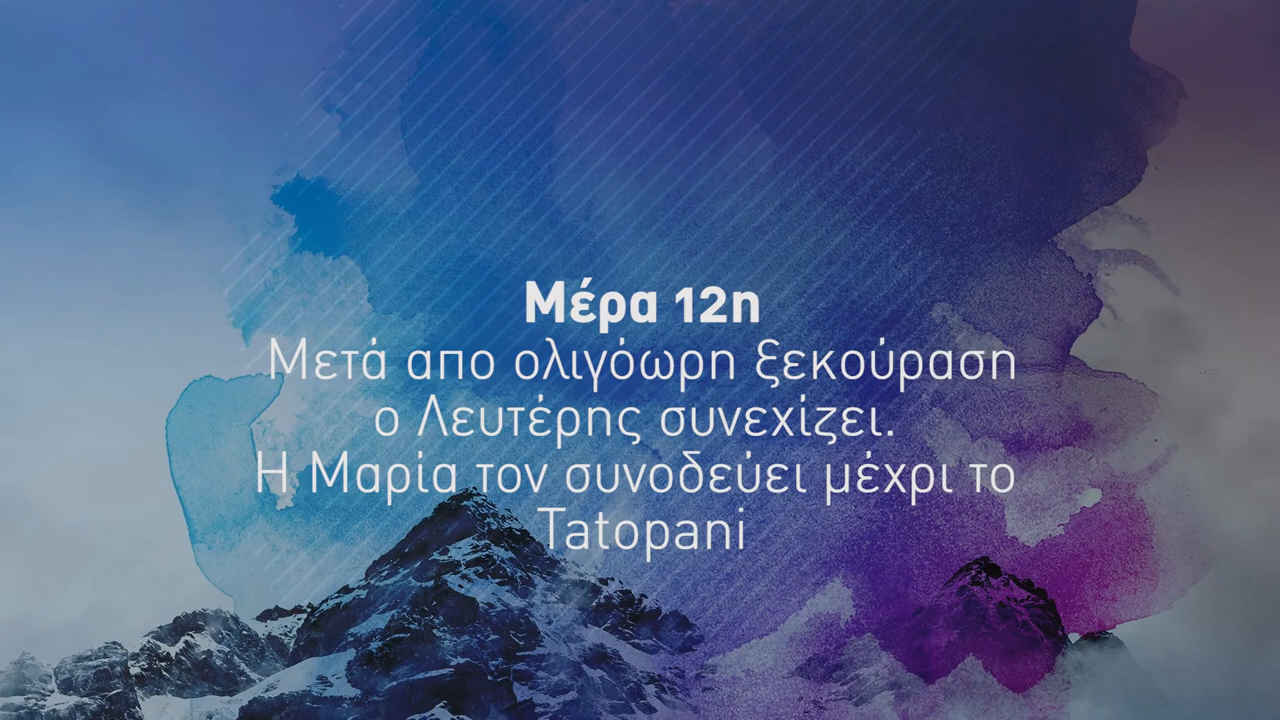 Μέρα 12η
Μετά απο ολιγόωρη ξεκούραση
ο Λευτέρης συνεχίζει.
Η Μαρία τον συνοδεύει μέχρι το
Tatopani